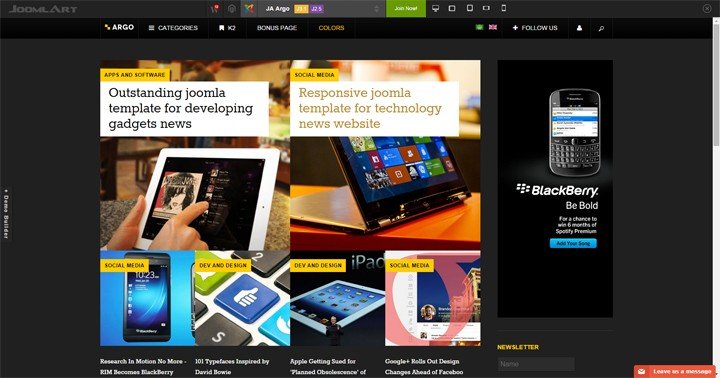 JOOMLART
JA Argo J3.1 J2.5
Join Now!
ARGO
CATEGORIES
K2
BONUS PAGE
COLORS
FOLLOW US
+ Demo Builder
APPS AND SOFTWARE
Outstanding joomla
template for developing
gadgets news
SOCIAL MEDIA
Responsive joomla
template for technology
news website
SOCIAL MEDIA
10:23
DEV AND DESIGN
DEV AND DESIGN
iPad
SOCIAL MEDIA
Research In Motion No More -
RIM Becomes BlackBerry
101 Typefaces Inspired by
David Bowie
Apple Getting Sued for
'Planned Obsolescence' of
Google+ Rolls Out Design
Changes Ahead of Faceboo
BlackBerry
BlackBerry.
Be Bold
For a chance to
win 6 months of
Spotify Premium
Add Your Song
NEWSLETTER
Name
Leave us a message